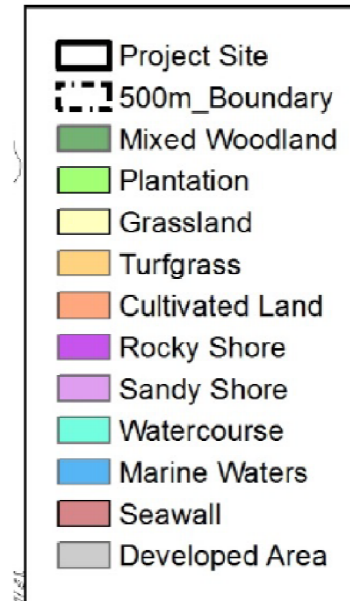 Project Site
500m_Boundary
Mixed Woodland
Plantation
Grassland
Turfgrass
Cultivated Land
Rocky Shore
Sandy Shore
Watercourse
Marine Waters
Seawall
Developed Area